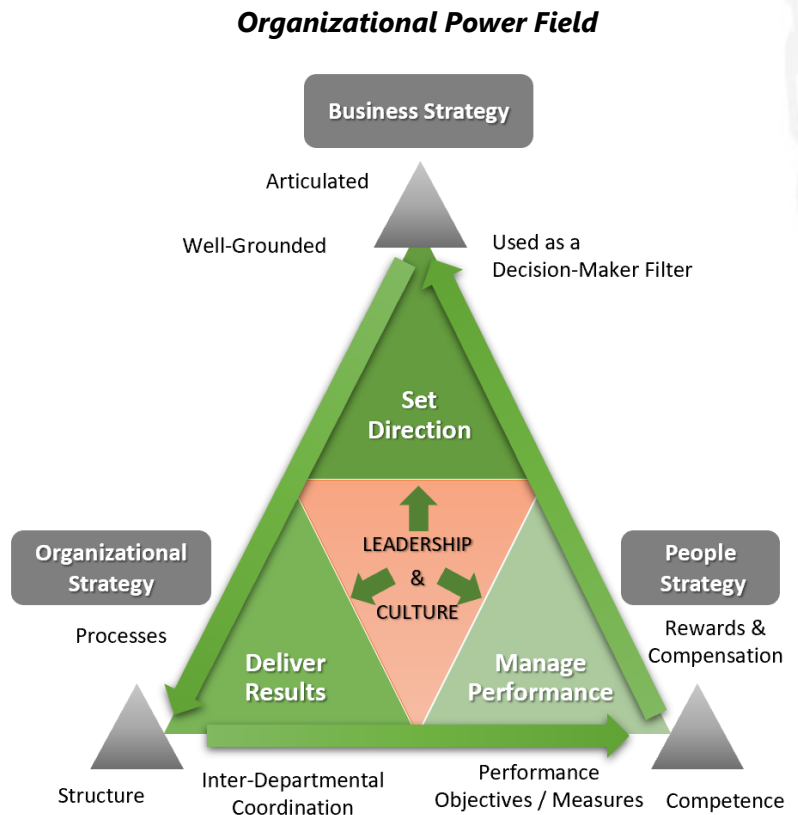 Organizational Power Field
Business Strategy
Articulated
Well-Grounded
Used as a
Decision-Maker Filter
Set
Direction
LEADERSHIP
&
CULTURE
Organizational
Strategy
People
Strategy
Processes
Rewards &
Compensation
Deliver
Results
Manage
Performance
Structure
Inter-Departmental
Coordination
Performance
Objectives / Measures
Competence